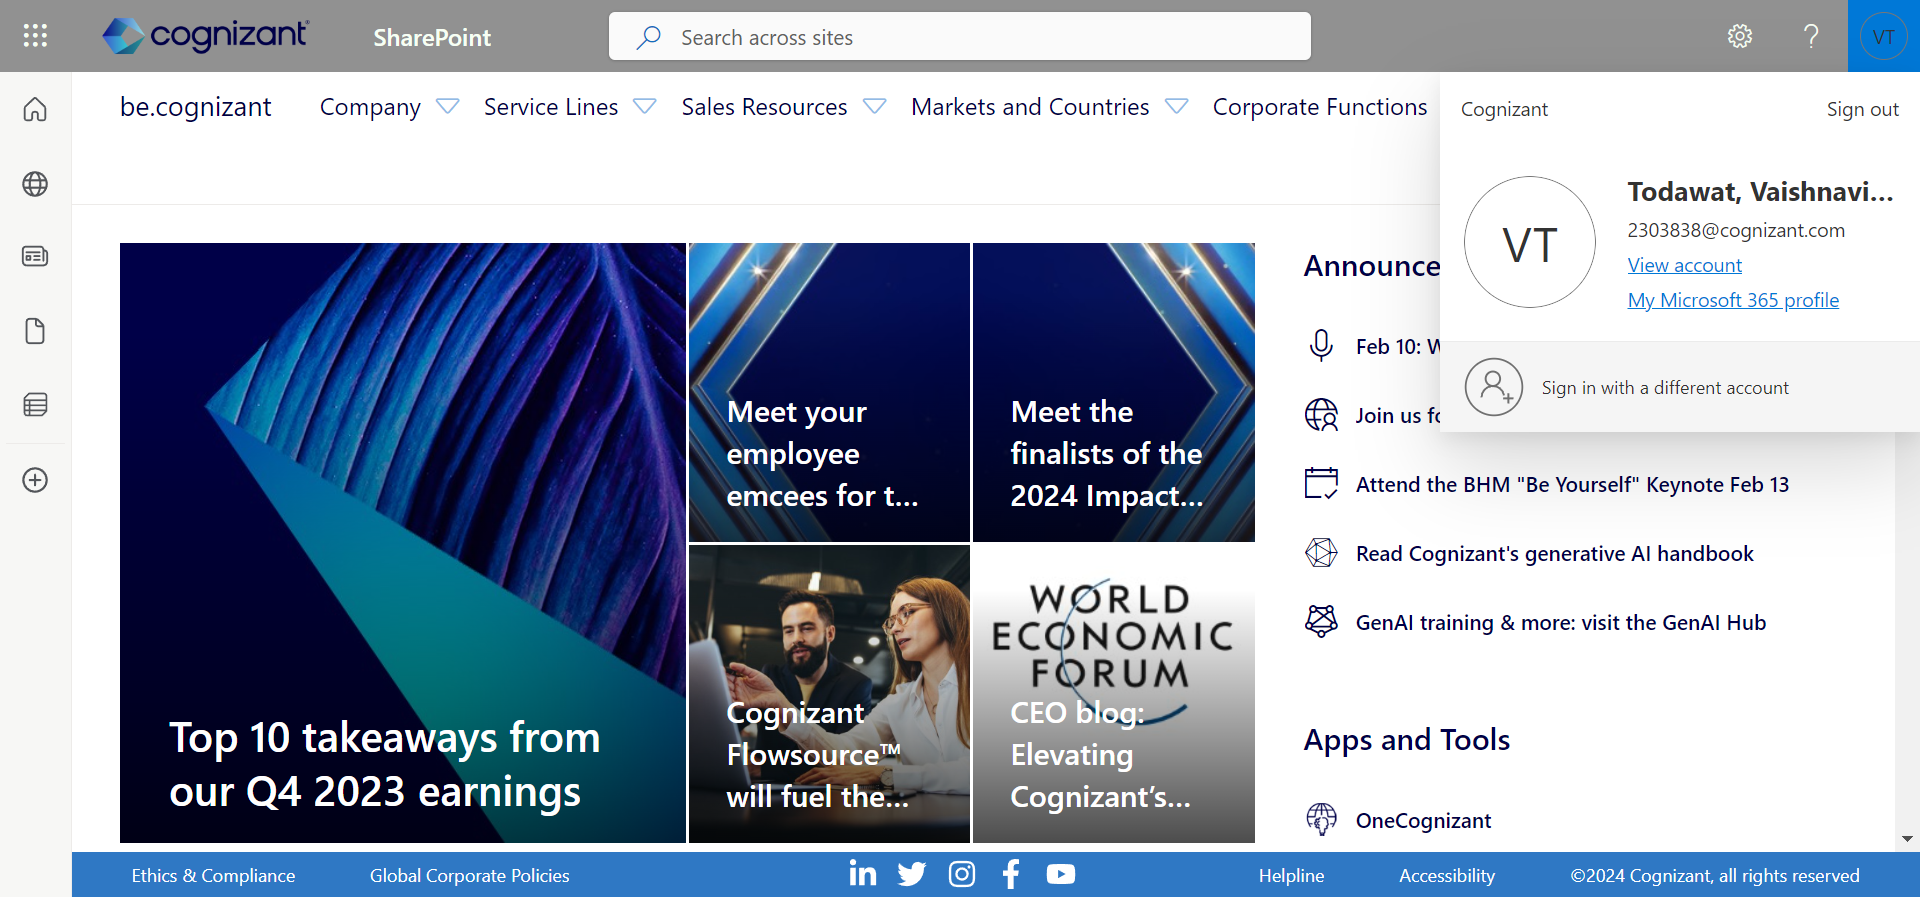 cognizant
SharePoint
Search across sites
VT
be.cognizant
Company
Service Lines
Sales Resources
Markets and Countries
Corporate Functions
Cognizant
Sign out
VT
Todawat, Vaishnavi...
2303838@cognizant.com
View account
My Microsoft 365 profile
Sign in with a different account
Top 10 takeaways from
our Q4 2023 earnings
Meet your
employee
emcees for t...
Meet the
finalists of the
2024 Impact...
Cognizant
Flowsource™
will fuel the...
WORLD
ECONOMIC
FORUM
CEO blog:
Elevating
Cognizant's...
Announce
Feb 10: W
Join us fo
Attend the BHM "Be Yourself" Keynote Feb 13
Read Cognizant's generative AI handbook
GenAI training & more: visit the GenAI Hub
Apps and Tools
OneCognizant
Ethics & Compliance
Global Corporate Policies
Helpline
Accessibility
©2024 Cognizant, all rights reserved